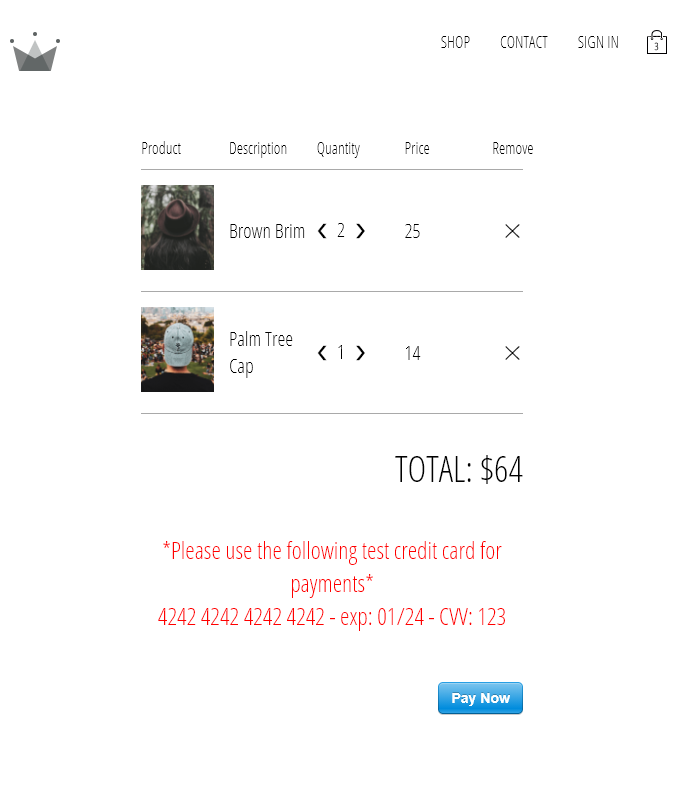 SHOP CONTACT SIGN IN 3
Product Description Quantity Price Remove
Brown Brim ❮ 2 ❯ 25 ✕
Palm Tree
Cap ❮ 1 ❯ 14 ✕
TOTAL: $64
*Please use the following test credit card for
payments*
4242 4242 4242 4242 - exp: 01/24 - CVV: 123
Pay Now